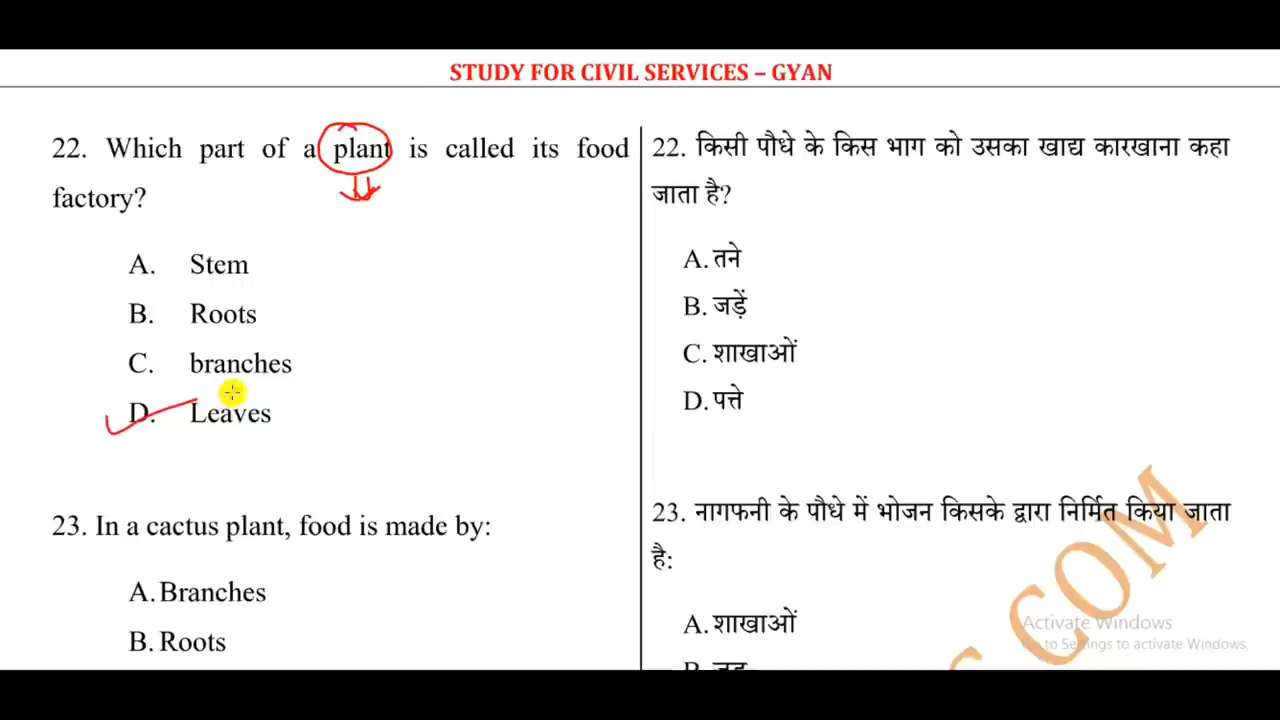 STUDY FOR CIVIL SERVICES – GYAN
22. Which part of a plant is called its food
factory?
A. Stem
B. Roots
C. branches
D. Leaves
23. In a cactus plant, food is made by:
A. Branches
B. Roots
22. किसी पौधे के किस भाग को उसका खाद्य कारखाना कहा
जाता है?
A. तने
B. जड़ें
C. शाखाओं
D. पत्ते
23. नागफनी के पौधे में भोजन किसके द्वारा निर्मित किया जाता
है:
A. शाखाओं
COM
Activate Windows
Go to Settings to activate Windows.